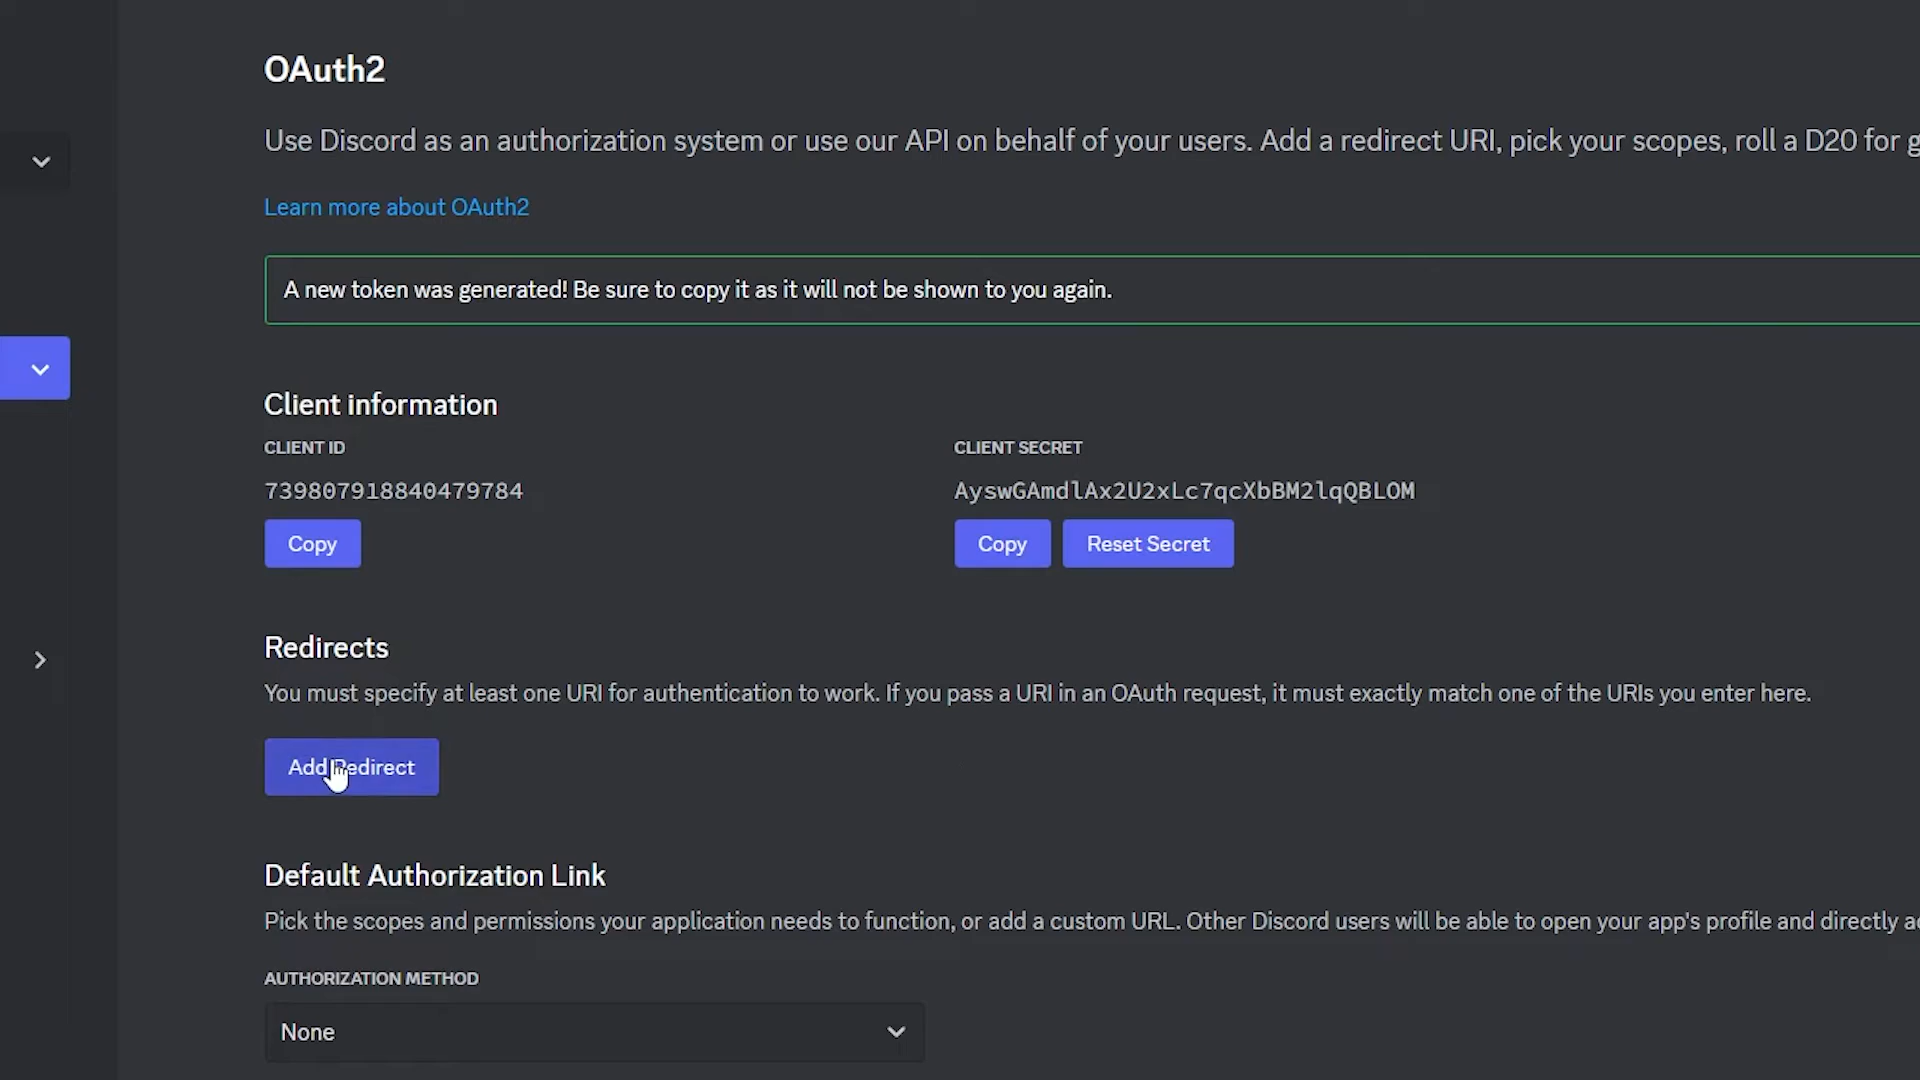 OAuth2
Use Discord as an authorization system or use our API on behalf of your users. Add a redirect URI, pick your scopes, roll a D20 for
Learn more about OAuth2
A new token was generated! Be sure to copy it as it will not be shown to you again.
Client information
CLIENT ID
CLIENT SECRET
739807918840479784
AyswGAmdlAx2U2xLc7qcXbBM2lqQBLOM
Copy
Copy
Reset Secret
Redirects
You must specify at least one URI for authentication to work. If you pass a URI in an OAuth request, it must exactly match one of the URIs you enter here.
Add Redirect
Default Authorization Link
Pick the scopes and permissions your application needs to function, or add a custom URL. Other Discord users will be able to open your app's profile and directly
AUTHORIZATION METHOD
None